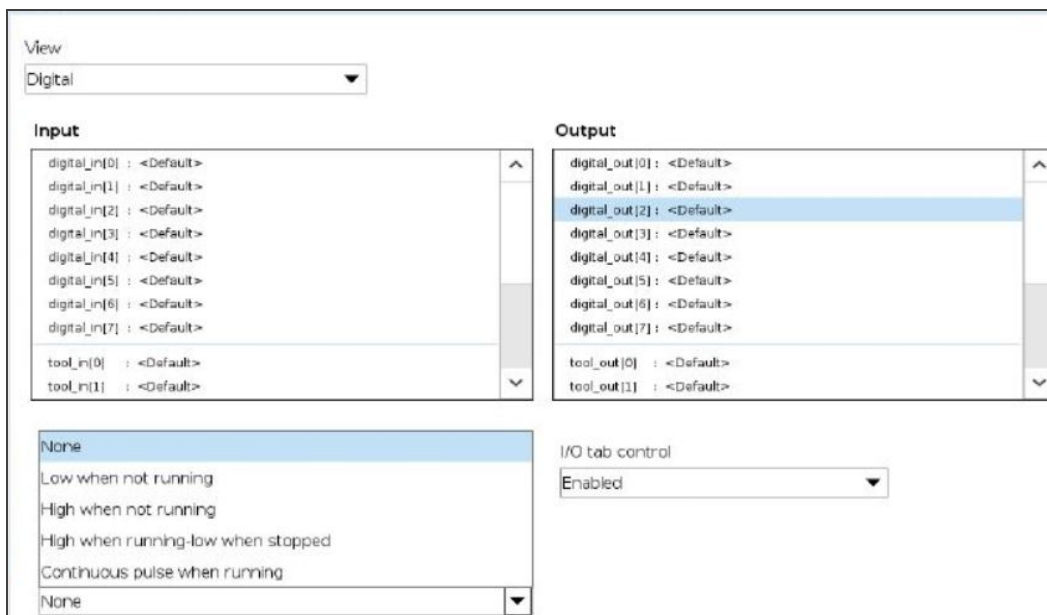 View
Digital
Input
digital_in[0] : <Default>
digital_in[1] : <Default>
digital_in[2] : <Default>
digital_in[3] : <Default>
digital_in[4] : <Default>
digital_in[5] : <Default>
digital_in[6] : <Default>
digital_in[7] : <Default>
tool_in[0] : <Default>
tool_in[1] : <Default>
Output
digital_out[0] : <Default>
digital_out[1] : <Default>
digital_out[2] : <Default>
digital_out[3] : <Default>
digital_out[4] : <Default>
digital_out[5] : <Default>
digital_out[6] : <Default>
digital_out[7] : <Default>
tool_out[0] : <Default>
tool_out[1] : <Default>
None
Low when not running
High when not running
High when running-low when stopped
Continuous pulse when running
None
I/O tab control
Enabled